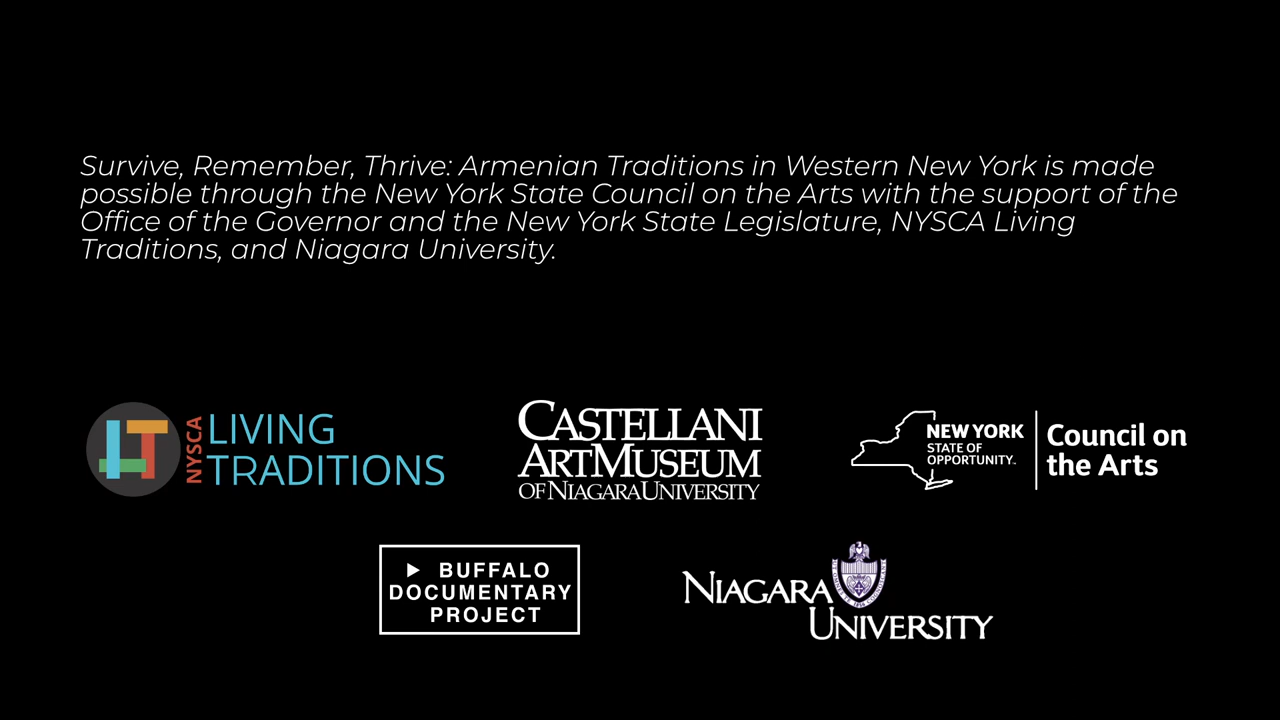 Survive, Remember, Thrive: Armenian Traditions in Western New York is made
possible through the New York State Council on the Arts with the support of the
Office of the Governor and the New York State Legislature, NYSCA Living
Traditions, and Niagara University.
LT
NYSCA
LIVING
TRADITIONS
CASTELLANI
ARTMUSEUM
OF NIAGARA UNIVERSITY
NEW YORK
STATE OF
OPPORTUNITY™
Council on
the Arts
BUFFALO
DOCUMENTARY
PROJECT
NIAGARA
UNIVERSITY